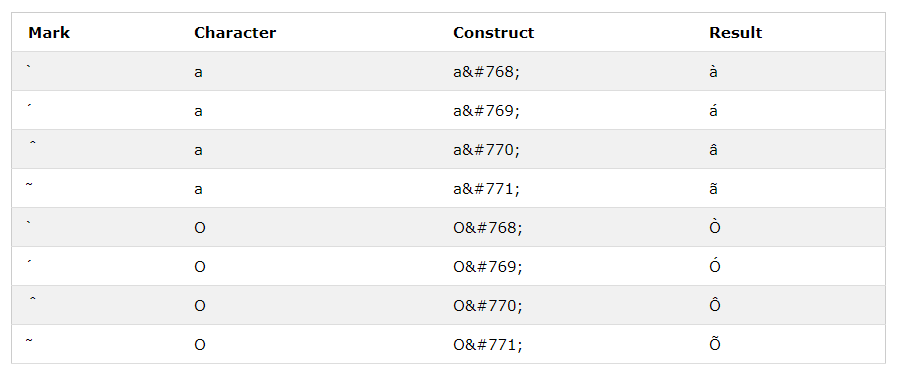 Mark Character Construct Result
̀ a a&#768; à
́ a a&#769; á
̂ a a&#770; â
̃ a a&#771; ã
̀ O O&#768; Ò
́ O O&#769; Ó
̂ O O&#770; Ô
̃ O O&#771; Õ